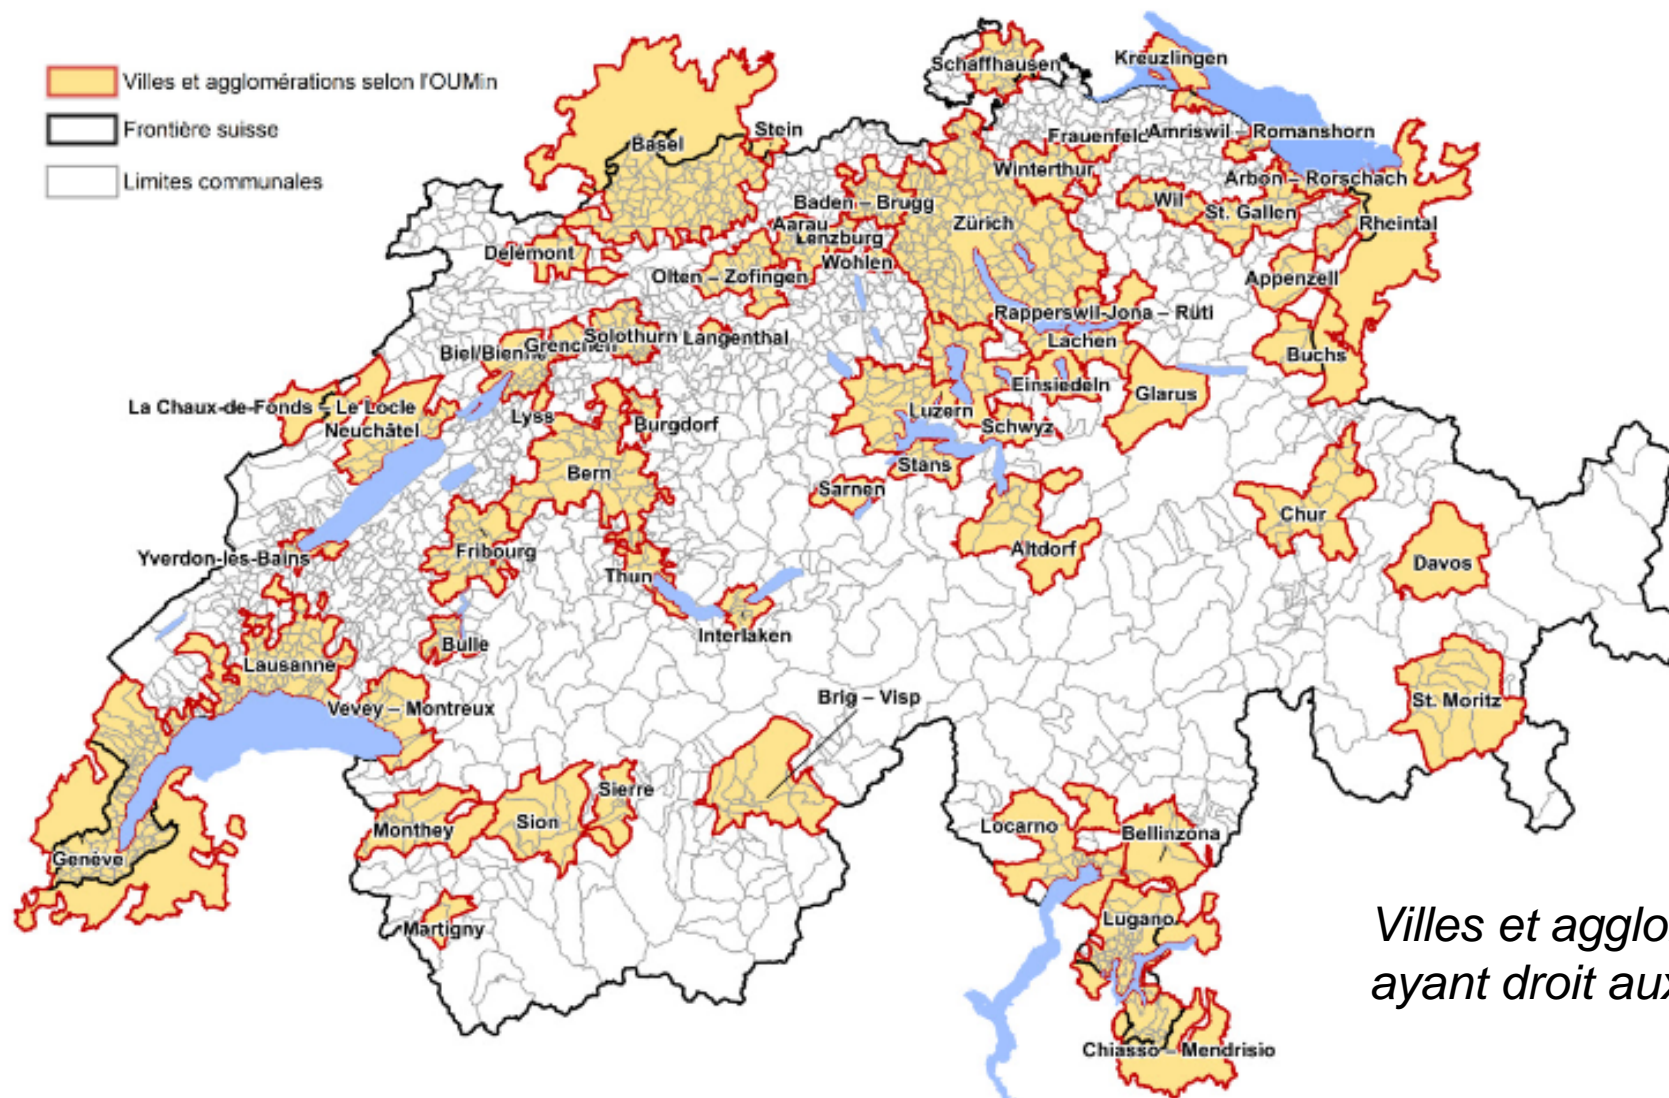 Villes et agglomérations selon l'OUMin
Frontière suisse
Limites communales
Schaffhausen
Kreuzlingen
Stein
Basel
Frauenfeld
Amriswil – Romanshorn
Winterthur
Arbon – Rorschach
Baden – Brugg
Wil
St. Gallen
Aarau
Zürich
Rheintal
Lenzburg
Delémont
Wohlen
Olten – Zofingen
Appenzell
Rapperswil-Jona – Rüti
Solothurn
Langenthal
Grenchen
Biel/Bienne
Lachen
Buchs
Einsiedeln
Glarus
La Chaux-de-Fonds – Le Locle
Luzern
Lyss
Burgdorf
Schwyz
Neuchâtel
Stans
Bern
Sarnen
Chur
Altdorf
Fribourg
Yverdon-les-Bains
Davos
Thun
Interlaken
Bulle
Lausanne
Brig – Visp
St. Moritz
Vevey – Montreux
Sierre
Sion
Locarno
Monthey
Bellinzona
Genève
Lugano
Martigny
Villes et agglo
ayant droit aux
Chiasso – Mendrisio